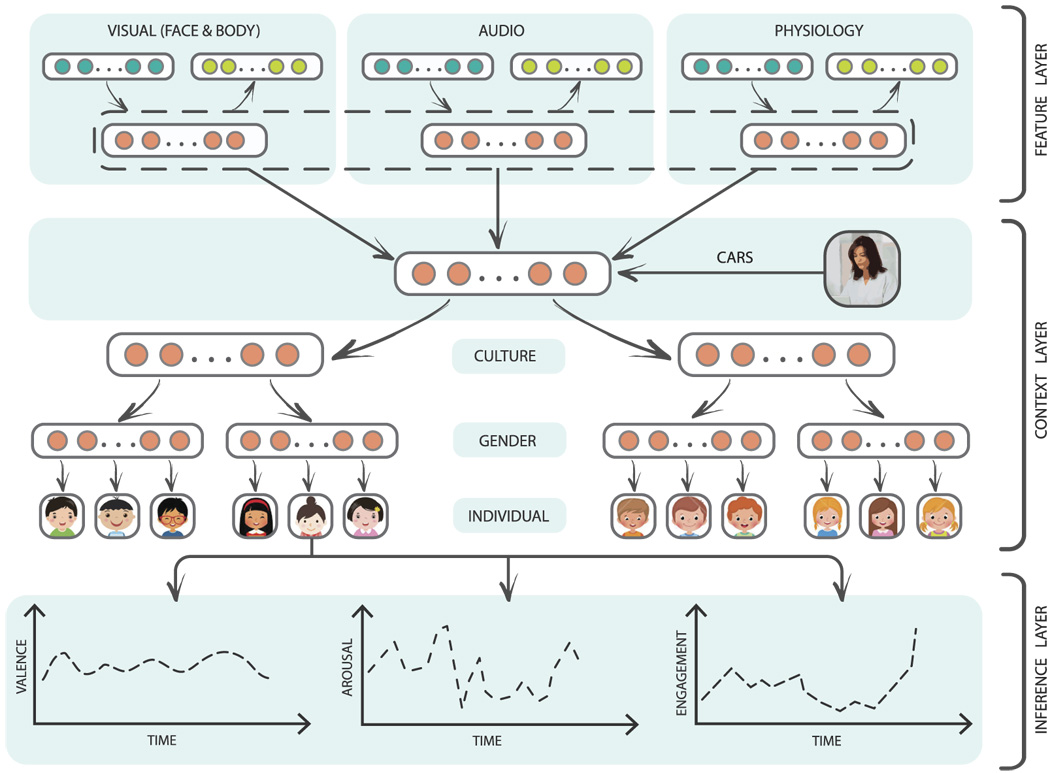 VISUAL (FACE & BODY)
AUDIO
PHYSIOLOGY
FEATURE LAYER
CARS
CULTURE
GENDER
INDIVIDUAL
CONTEXT LAYER
VALENCE
TIME
AROUSAL
TIME
ENGAGEMENT
TIME
INFERENCE LAYER